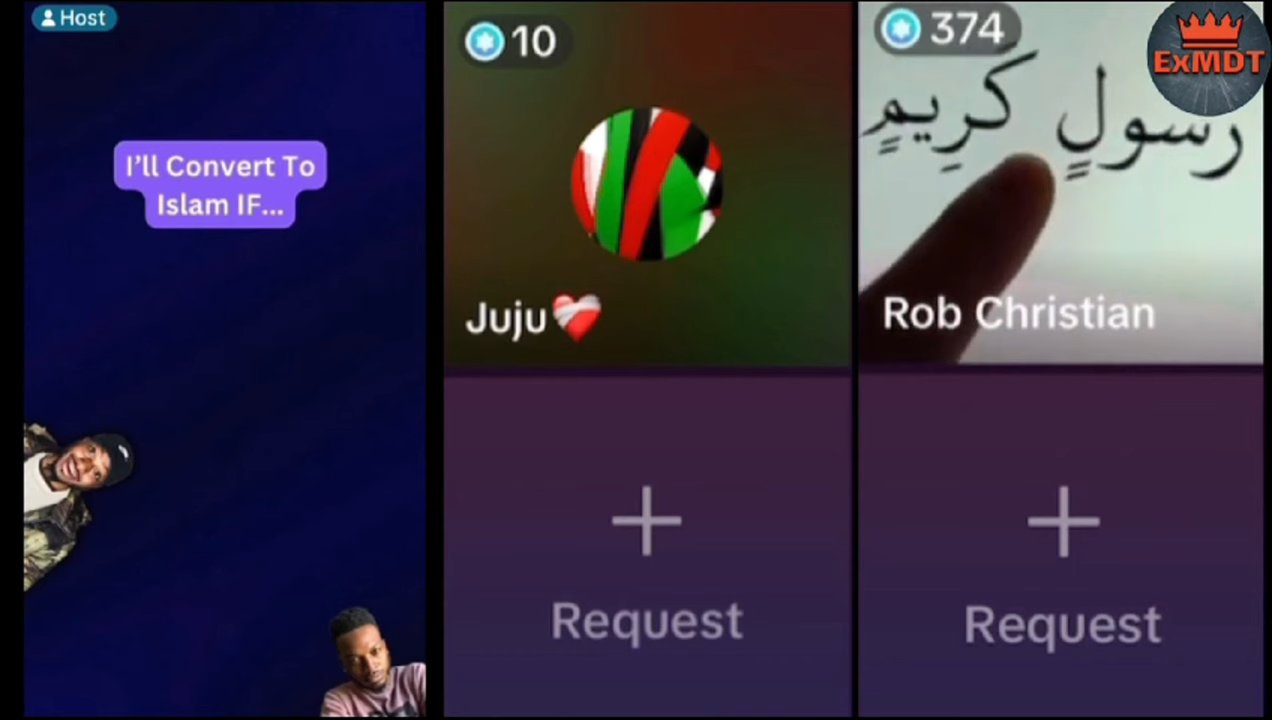 Host
I'll Convert To
Islam IF...
10
Juju
374
ExMDT
رسولٍ كريمٍ
Rob Christian
Request
Request